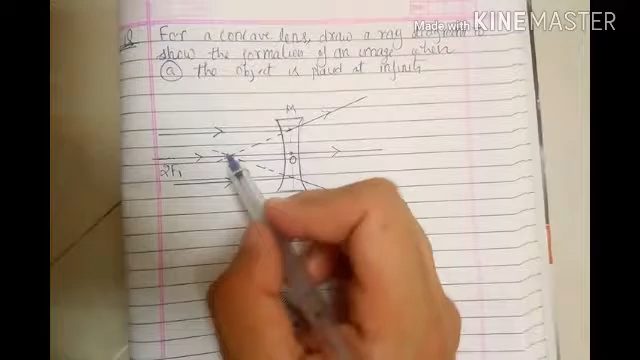 Made with KINEMASTER
Q For a concave lens, draw a ray diagram to
show the formation of an image when
(a) the object is placed at infinity
M
O
2F₁